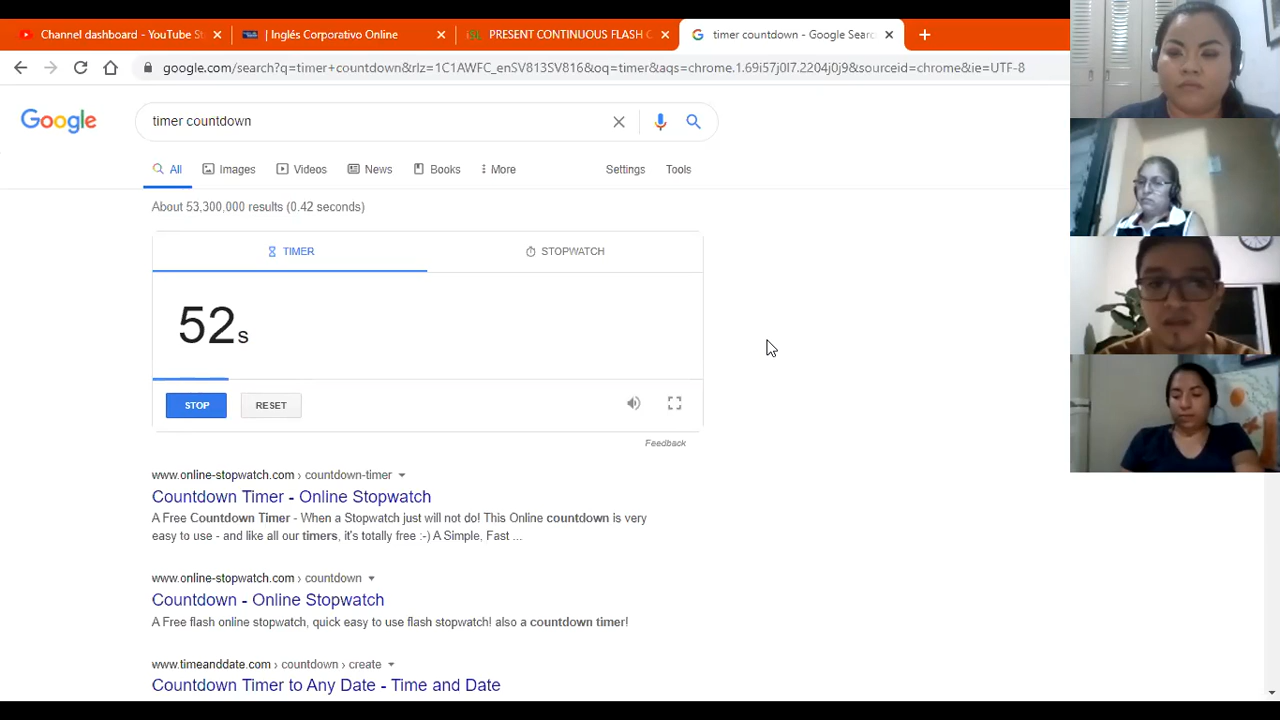 Channel dashboard - YouTube S
| Inglés Corporativo Online
PRESENT CONTINUOUS FLASH C
timer countdown - Google Searc
google.com/search?q=timer+countdown&rlz=1C1AWFC_enSV813SV813&oq=timer&aqs=chrome.1.69i57j0l7.2204j0j9&sourceid=chrome&ie=UTF-8
Google
timer countdown
All
Images
Videos
News
Books
More
Settings
Tools
About 53,300,000 results (0.42 seconds)
TIMER
STOPWATCH
52s
STOP
RESET
Feedback
www.online-stopwatch.com › countdown-timer
Countdown Timer - Online Stopwatch
A Free Countdown Timer - When a Stopwatch just will not do! This Online countdown is very
easy to use - and like all our timers, it's totally free :-) A Simple, Fast ...
www.online-stopwatch.com › countdown
Countdown - Online Stopwatch
A Free flash online stopwatch, quick easy to use flash stopwatch! also a countdown timer!
www.timeanddate.com › countdown › create
Countdown Timer to Any Date - Time and Date